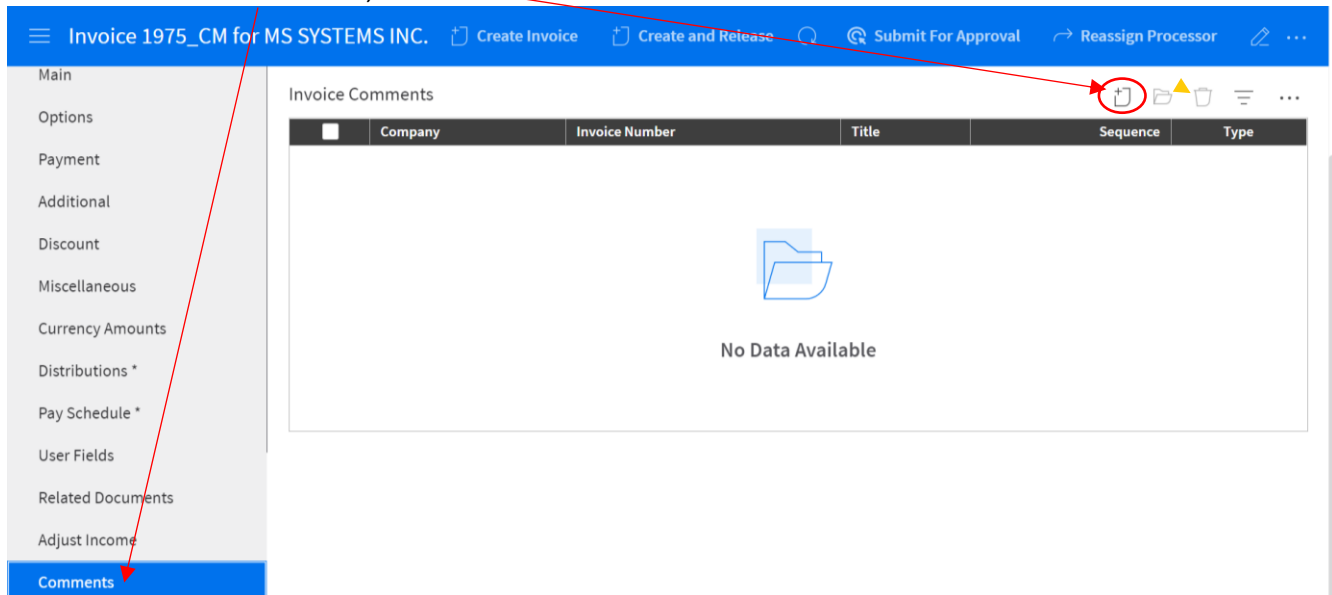 Invoice 1975_CM for MS SYSTEMS INC. Create Invoice Create and Release Submit For Approval Reassign Processor
Main
Options
Payment
Additional
Discount
Miscellaneous
Currency Amounts
Distributions *
Pay Schedule *
User Fields
Related Documents
Adjust Income
Comments
Invoice Comments
Company Invoice Number Title Sequence Type
No Data Available